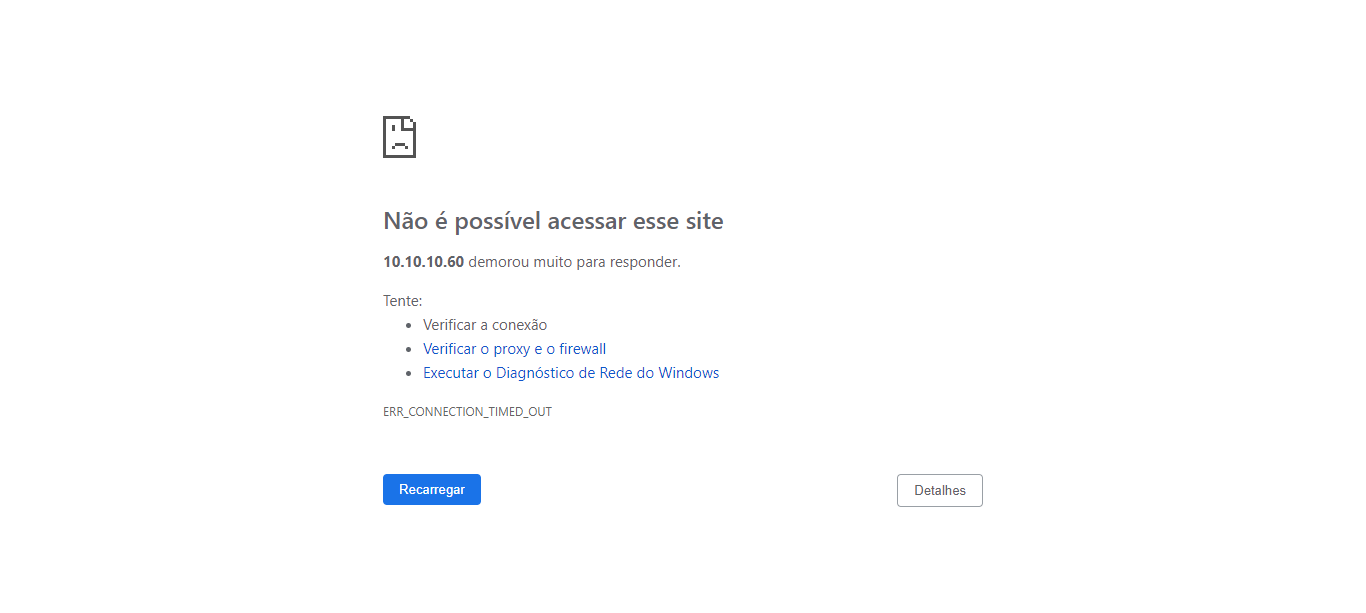 Não é possível acessar esse site
10.10.10.60 demorou muito para responder.
Tente:
Verificar a conexão
Verificar o proxy e o firewall
Executar o Diagnóstico de Rede do Windows
ERR_CONNECTION_TIMED_OUT
Recarregar
Detalhes